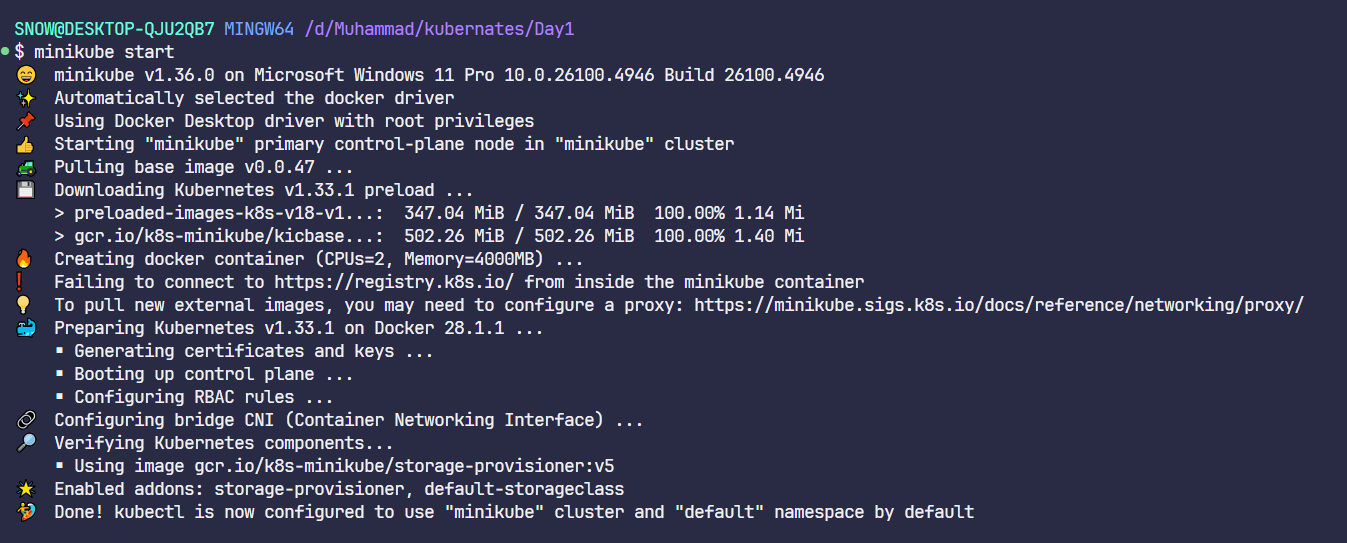 SNOW@DESKTOP-QJU2QB7 MINGW64 /d/Muhammad/kubernates/Day1
$ minikube start
😄 minikube v1.36.0 on Microsoft Windows 11 Pro 10.0.26100.4946 Build 26100.4946
✨ Automatically selected the docker driver
📌 Using Docker Desktop driver with root privileges
👍 Starting "minikube" primary control-plane node in "minikube" cluster
🚜 Pulling base image v0.0.47 ...
💾 Downloading Kubernetes v1.33.1 preload ...
> preloaded-images-k8s-v18-v1...: 347.04 MiB / 347.04 MiB 100.00% 1.14 Mi
> gcr.io/k8s-minikube/kicbase...: 502.26 MiB / 502.26 MiB 100.00% 1.40 Mi
🔥 Creating docker container (CPUs=2, Memory=4000MB) ...
❗ Failing to connect to https://registry.k8s.io/ from inside the minikube container
💡 To pull new external images, you may need to configure a proxy: https://minikube.sigs.k8s.io/docs/reference/networking/proxy/
🐳 Preparing Kubernetes v1.33.1 on Docker 28.1.1 ...
▪ Generating certificates and keys ...
▪ Booting up control plane ...
▪ Configuring RBAC rules ...
🔗 Configuring bridge CNI (Container Networking Interface) ...
🔎 Verifying Kubernetes components...
▪ Using image gcr.io/k8s-minikube/storage-provisioner:v5
🌟 Enabled addons: storage-provisioner, default-storageclass
🏄 Done! kubectl is now configured to use "minikube" cluster and "default" namespace by default